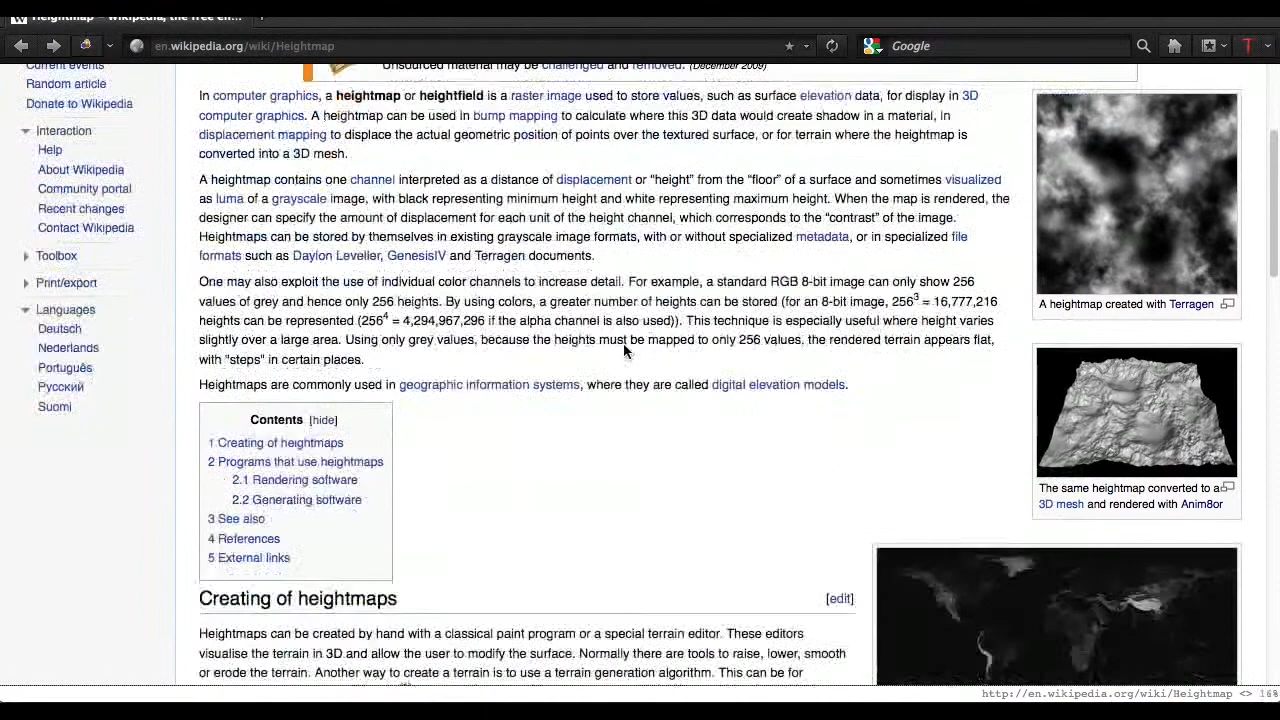 Heightmap – Wikipedia, the free en...
en.wikipedia.org/wiki/Heightmap
Google
Current events
Random article
Donate to Wikipedia
Interaction
Help
About Wikipedia
Community portal
Recent changes
Contact Wikipedia
Toolbox
Print/export
Languages
Deutsch
Nederlands
Português
Русский
Suomi
Unsourced material may be challenged and removed. (December 2009)
In computer graphics, a heightmap or heightfield is a raster image used to store values, such as surface elevation data, for display in 3D
computer graphics. A heightmap can be used in bump mapping to calculate where this 3D data would create shadow in a material, in
displacement mapping to displace the actual geometric position of points over the textured surface, or for terrain where the heightmap is
converted into a 3D mesh.
A heightmap contains one channel interpreted as a distance of displacement or “height” from the “floor” of a surface and sometimes visualized
as luma of a grayscale image, with black representing minimum height and white representing maximum height. When the map is rendered, the
designer can specify the amount of displacement for each unit of the height channel, which corresponds to the “contrast” of the image.
Heightmaps can be stored by themselves in existing grayscale image formats, with or without specialized metadata, or in specialized file
formats such as Daylon Leveller, GenesisIV and Terragen documents.
One may also exploit the use of individual color channels to increase detail. For example, a standard RGB 8-bit image can only show 256
values of grey and hence only 256 heights. By using colors, a greater number of heights can be stored (for an 8-bit image, 256³ = 16,777,216
heights can be represented (256⁴ = 4,294,967,296 if the alpha channel is also used)). This technique is especially useful where height varies
slightly over a large area. Using only grey values, because the heights must be mapped to only 256 values, the rendered terrain appears flat,
with "steps" in certain places.
Heightmaps are commonly used in geographic information systems, where they are called digital elevation models.
Contents [hide]
1 Creating of heightmaps
2 Programs that use heightmaps
2.1 Rendering software
2.2 Generating software
3 See also
4 References
5 External links
Creating of heightmaps [edit]
Heightmaps can be created by hand with a classical paint program or a special terrain editor. These editors
visualise the terrain in 3D and allow the user to modify the surface. Normally there are tools to raise, lower, smooth
or erode the terrain. Another way to create a terrain is to use a terrain generation algorithm. This can be for
A heightmap created with Terragen
The same heightmap converted to a
3D mesh and rendered with Anim8or
http://en.wikipedia.org/wiki/Heightmap <> 16%